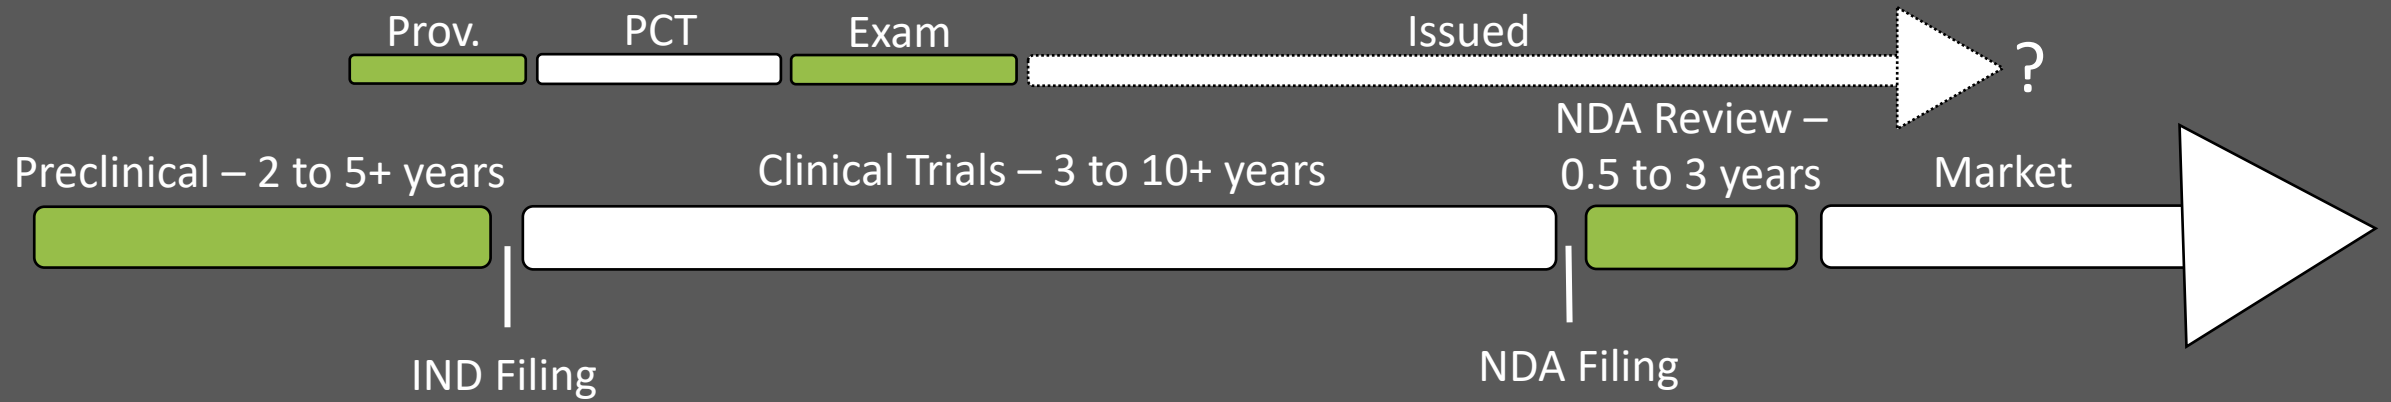 Prov.
PCT
Exam
Issued
?
Preclinical – 2 to 5+ years
Clinical Trials – 3 to 10+ years
NDA Review –
0.5 to 3 years
Market
IND Filing
NDA Filing